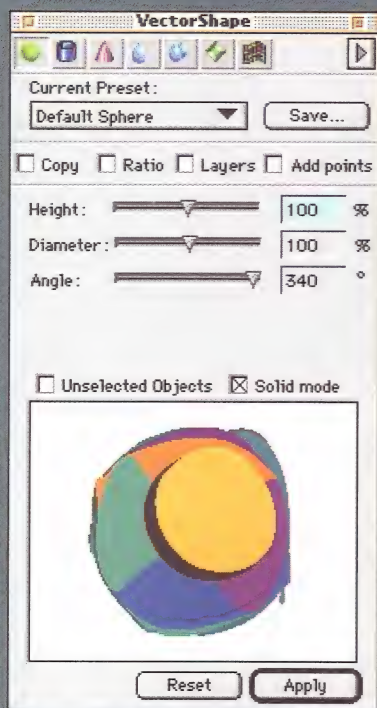 VectorShape
Current Preset:
Default Sphere Save...
Copy Ratio Layers Add points
Height: 100 %
Diameter: 100 %
Angle: 340 °
Unselected Objects Solid mode
Reset Apply